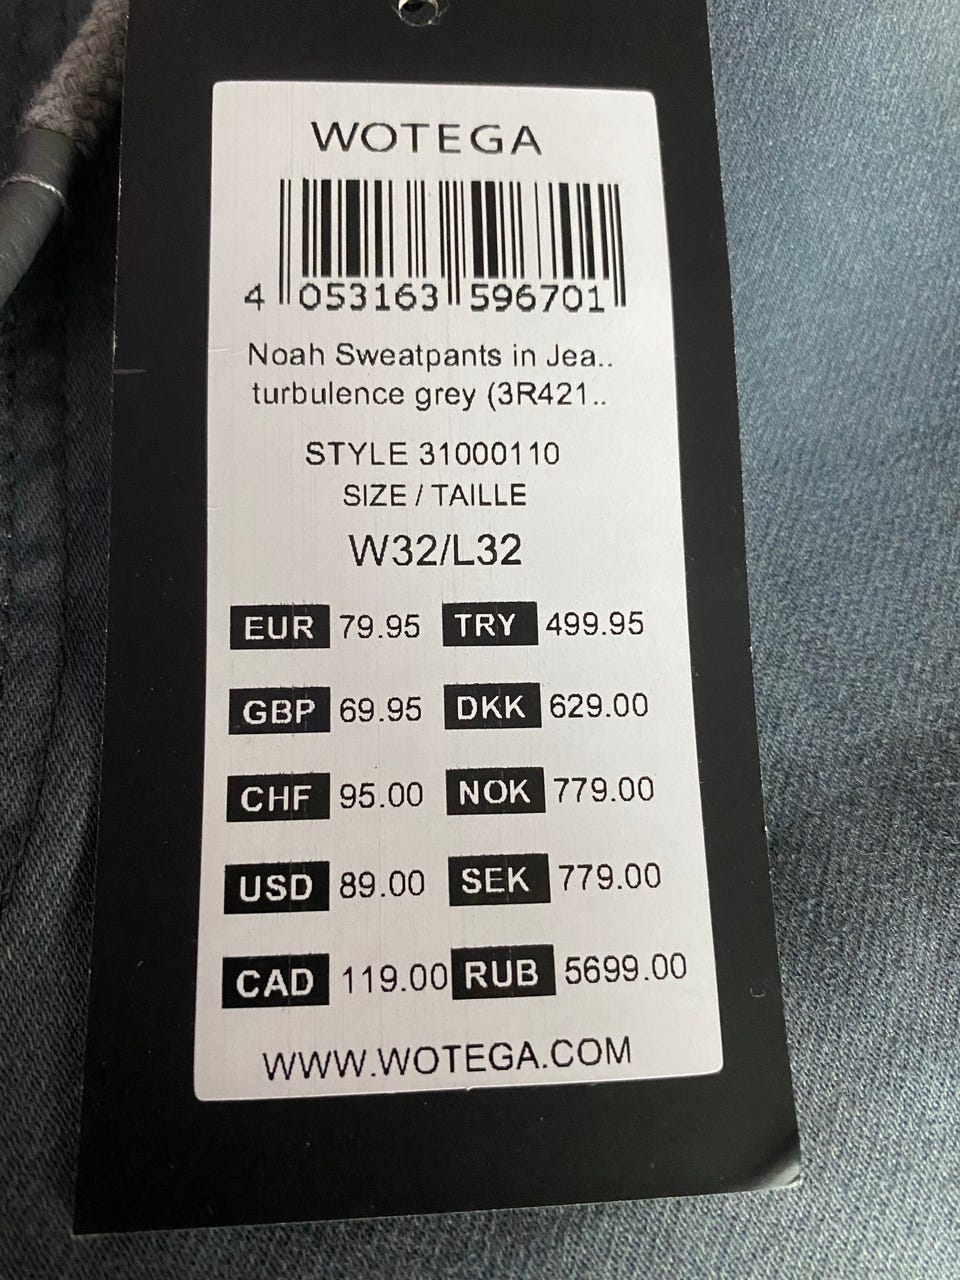 WOTEGA
4 053163 596701
Noah Sweatpants in Jea..
turbulence grey (3R421..
STYLE 31000110
SIZE / TAILLE
W32/L32
EUR 79.95 TRY 499.95
GBP 69.95 DKK 629.00
CHF 95.00 NOK 779.00
USD 89.00 SEK 779.00
CAD 119.00 RUB 5699.00
WWW.WOTEGA.COM